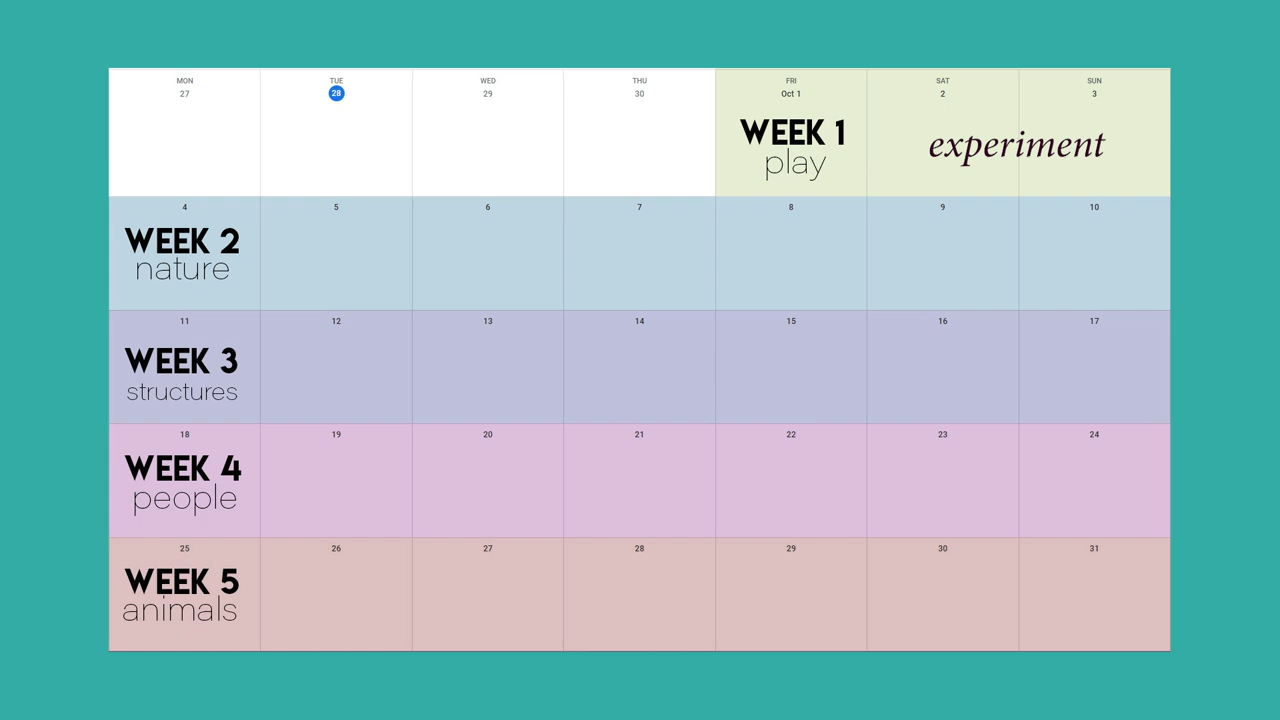 MON TUE WED THU FRI SAT SUN
27 28 29 30 Oct 1 2 3
WEEK 1
play
experiment
4 5 6 7 8 9 10
WEEK 2
nature
11 12 13 14 15 16 17
WEEK 3
structures
18 19 20 21 22 23 24
WEEK 4
people
25 26 27 28 29 30 31
WEEK 5
animals